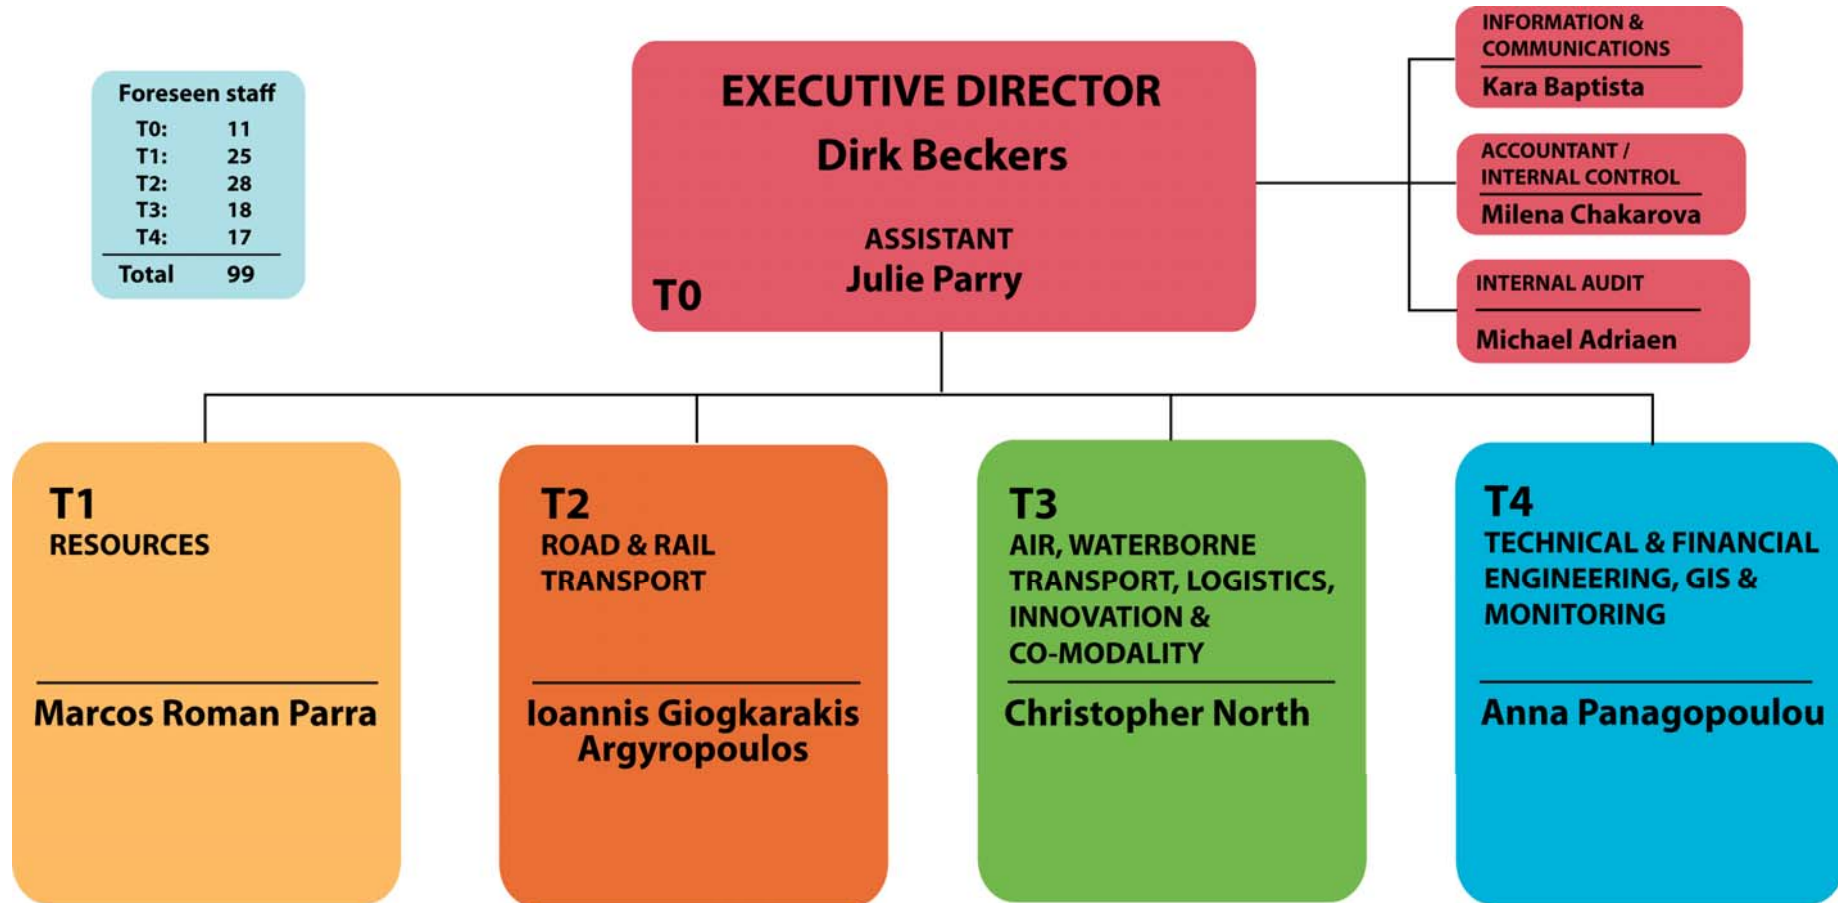 Foreseen staff
T0: 11
T1: 25
T2: 28
T3: 18
T4: 17
Total 99
EXECUTIVE DIRECTOR
Dirk Beckers
ASSISTANT
Julie Parry
T0
INFORMATION &
COMMUNICATIONS
Kara Baptista
ACCOUNTANT /
INTERNAL CONTROL
Milena Chakarova
INTERNAL AUDIT
Michael Adriaen
T1
RESOURCES
Marcos Roman Parra
T2
ROAD & RAIL
TRANSPORT
Ioannis Giogkarakis
Argyropoulos
T3
AIR, WATERBORNE
TRANSPORT, LOGISTICS,
INNOVATION &
CO-MODALITY
Christopher North
T4
TECHNICAL & FINANCIAL
ENGINEERING, GIS &
MONITORING
Anna Panagopoulou